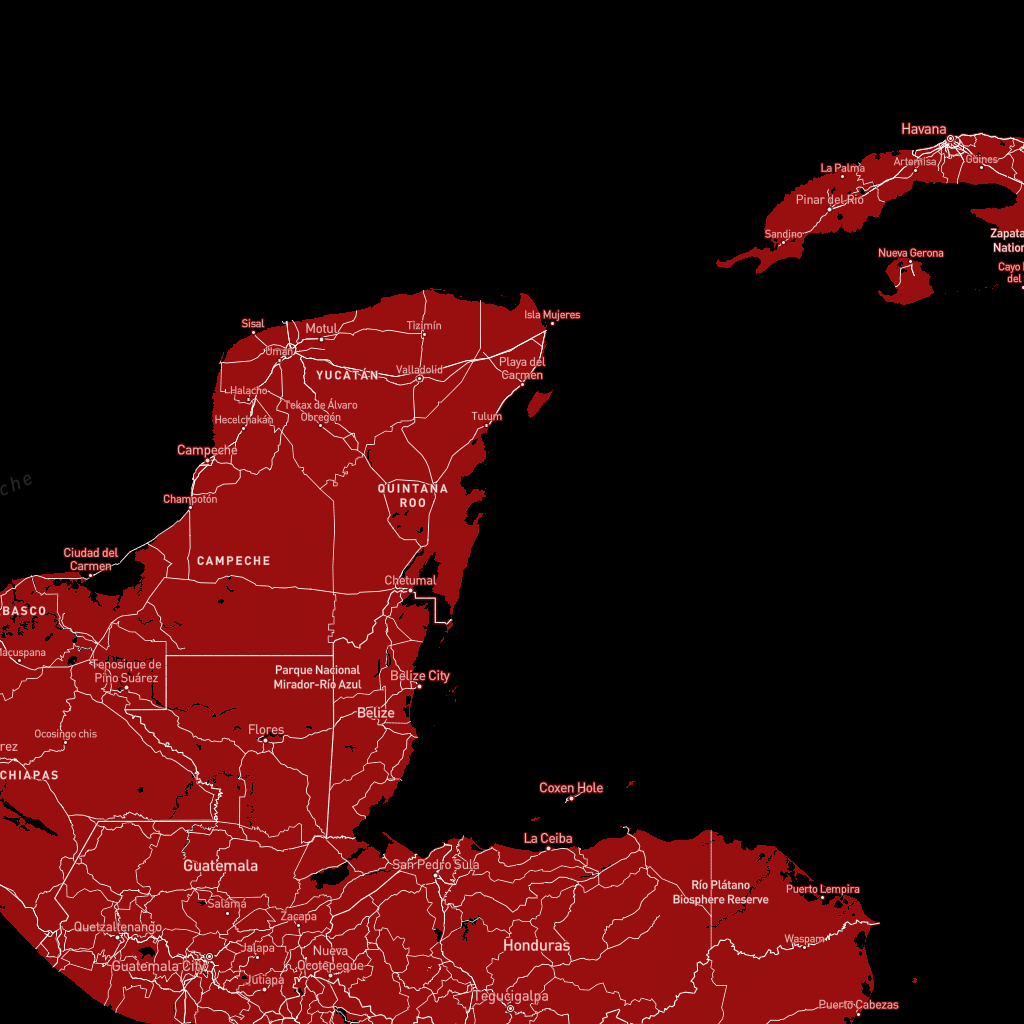 Havana
La Palma
Artemisa
Güines
Pinar del Río
Sandino
Zapata
Nation
Nueva Gerona
Cayo
del
Isla Mujeres
Sisal
Motul
Tizimín
Umán
YUCATÁN
Valladolid
Playa del
Carmen
Halacho
Tekax de Álvaro
Obregón
Hecelchakán
Tulum
Campeche
che
QUINTANA
ROO
Champotón
CAMPECHE
Ciudad del
Carmen
Chetumal
BASCO
Macuspana
Tenosique de
Pino Suárez
Parque Nacional
Mirador-Río Azul
Belize City
Belize
Flores
Ocosingo chis
rez
CHIAPAS
Coxen Hole
La Ceiba
Guatemala
San Pedro Sula
Río Plátano
Biosphere Reserve
Puerto Lempira
Salamá
Zacapa
Quetzaltenango
Waspam
Jalapa
Nueva
Ocotepeque
Honduras
Guatemala City
Jutiapa
Tegucigalpa
Puerto Cabezas